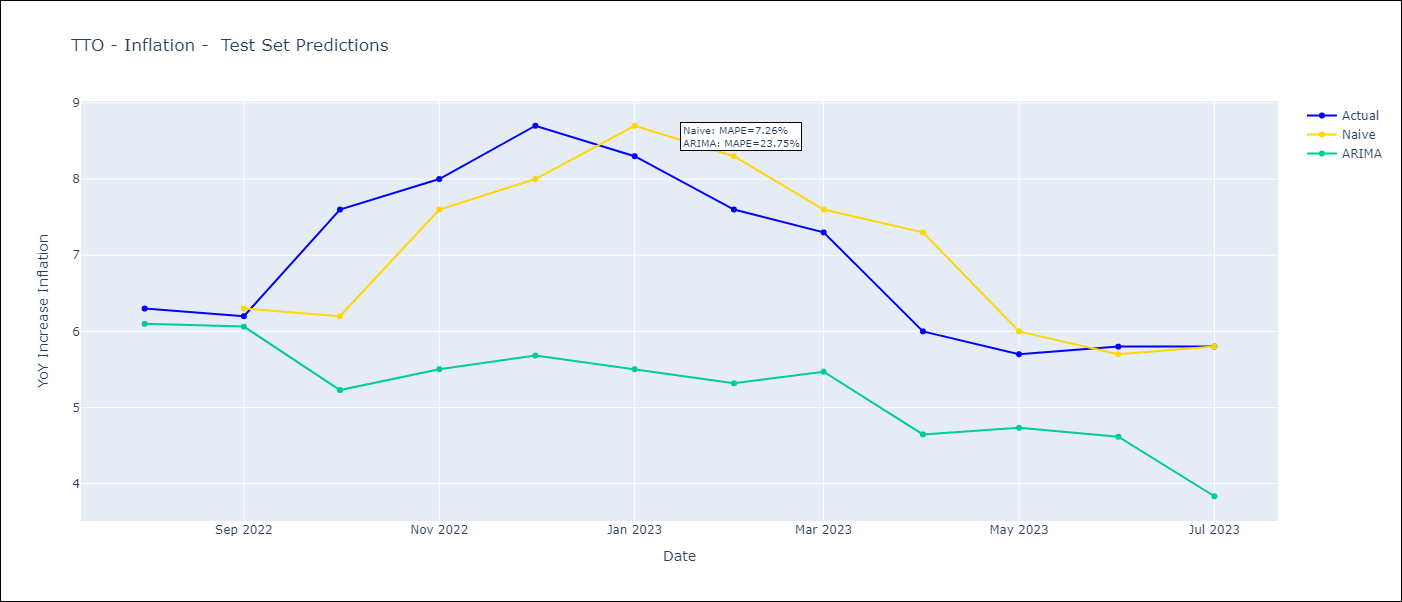 TTO - Inflation -  Test Set Predictions
Actual
Naive
ARIMA
Naive: MAPE=7.26%
ARIMA: MAPE=23.75%
YoY Increase Inflation
9
8
7
6
5
4
Sep 2022
Nov 2022
Jan 2023
Mar 2023
May 2023
Jul 2023
Date